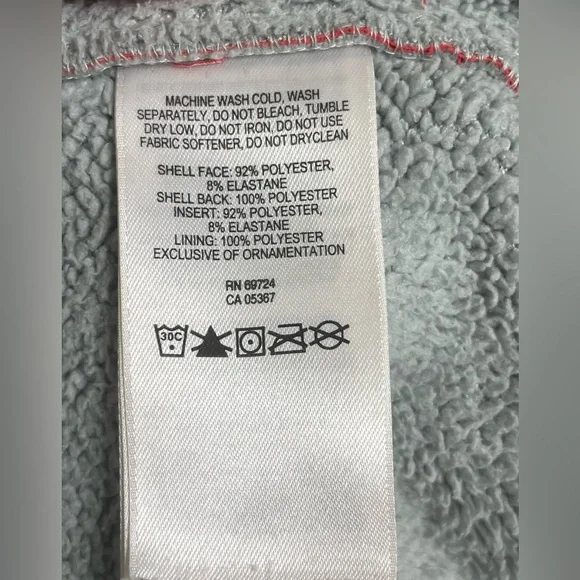 MACHINE WASH COLD, WASH
SEPARATELY, DO NOT BLEACH, TUMBLE
DRY LOW, DO NOT IRON, DO NOT USE
FABRIC SOFTENER, DO NOT DRYCLEAN
SHELL FACE: 92% POLYESTER,
8% ELASTANE
SHELL BACK: 100% POLYESTER
INSERT: 92% POLYESTER,
8% ELASTANE
LINING: 100% POLYESTER
EXCLUSIVE OF ORNAMENTATION
RN 69724
CA 05367
30C